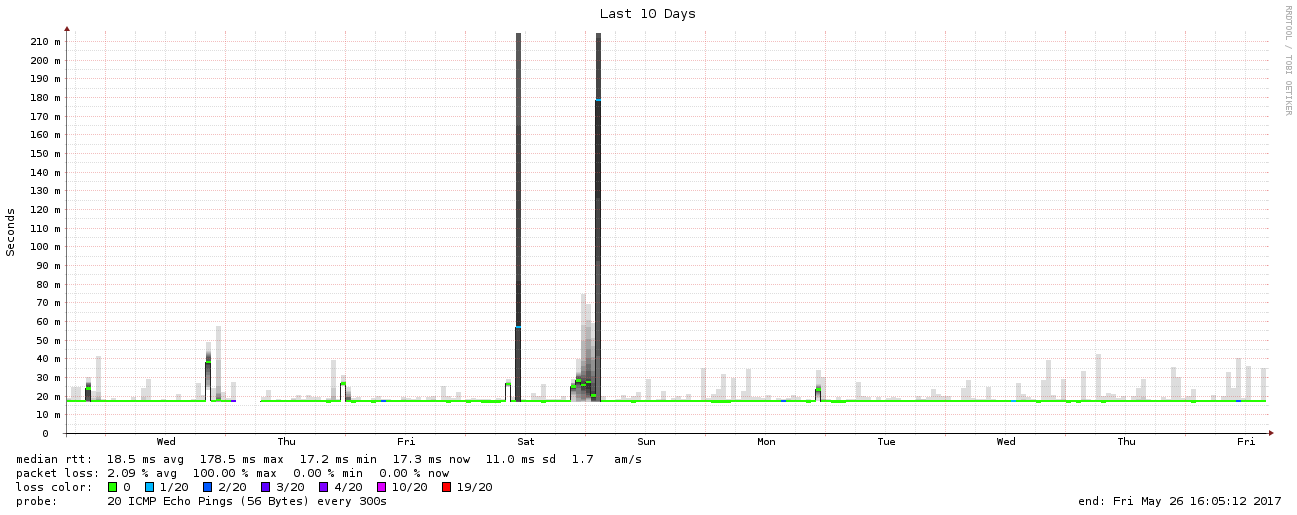 Last 10 Days
RRDTOOL / TOBI OETIKER
Seconds
210 m
200 m
190 m
180 m
170 m
160 m
150 m
140 m
130 m
120 m
110 m
100 m
90 m
80 m
70 m
60 m
50 m
40 m
30 m
20 m
10 m
0
Wed Thu Fri Sat Sun Mon Tue Wed Thu Fri
median rtt: 18.5 ms avg 178.5 ms max 17.2 ms min 17.3 ms now 11.0 ms sd 1.7 am/s
packet loss: 2.09 % avg 100.00 % max 0.00 % min 0.00 % now
loss color: 0 1/20 2/20 3/20 4/20 10/20 19/20
probe: 20 ICMP Echo Pings (56 Bytes) every 300s end: Fri May 26 16:05:12 2017